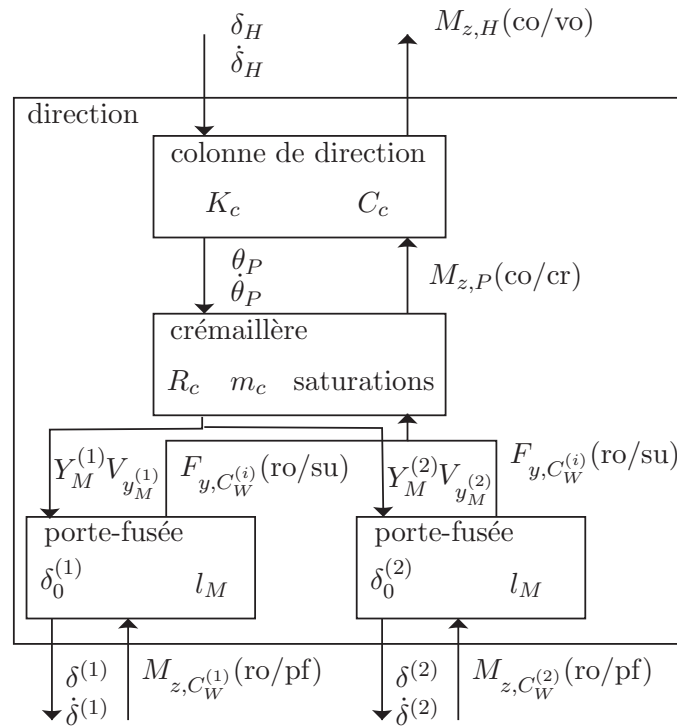 δ_H
δ̇_H
M_{z,H}(co/vo)
direction
colonne de direction
K_c C_c
θ_P
θ̇_P
M_{z,P}(co/cr)
crémaillère
R_c m_c saturations
Y_M^{(1)} V_{y_M^{(1)}}
F_{y,C_W^{(i)}}(ro/su)
Y_M^{(2)} V_{y_M^{(2)}}
F_{y,C_W^{(i)}}(ro/su)
porte-fusée
δ_0^{(1)} l_M
porte-fusée
δ_0^{(2)} l_M
δ^{(1)}
δ̇^{(1)}
M_{z,C_W^{(1)}}(ro/pf)
δ^{(2)}
δ̇^{(2)}
M_{z,C_W^{(2)}}(ro/pf)